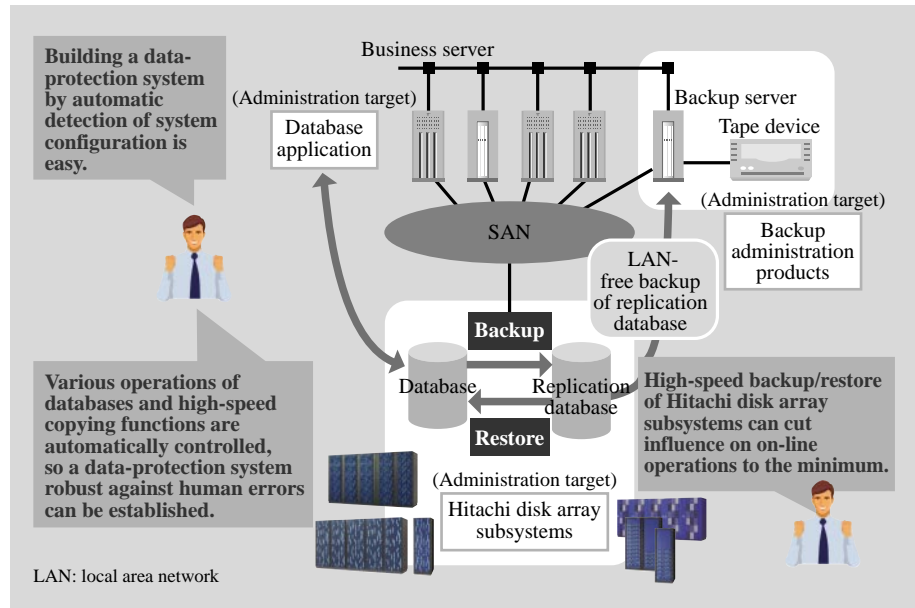 Building a data-
protection system
by automatic
detection of system
configuration is
easy.
Business server
(Administration target)
Database
application
Backup server
Tape device
(Administration target)
Backup
administration
products
SAN
LAN-
free backup
of replication
database
Backup
Database
Replication
database
Restore
Various operations of
databases and high-speed
copying functions are
automatically controlled,
so a data-protection system
robust against human errors
can be established.
High-speed backup/restore
of Hitachi disk array
subsystems can cut
influence on on-line
operations to the minimum.
(Administration target)
Hitachi disk array
subsystems
LAN: local area network